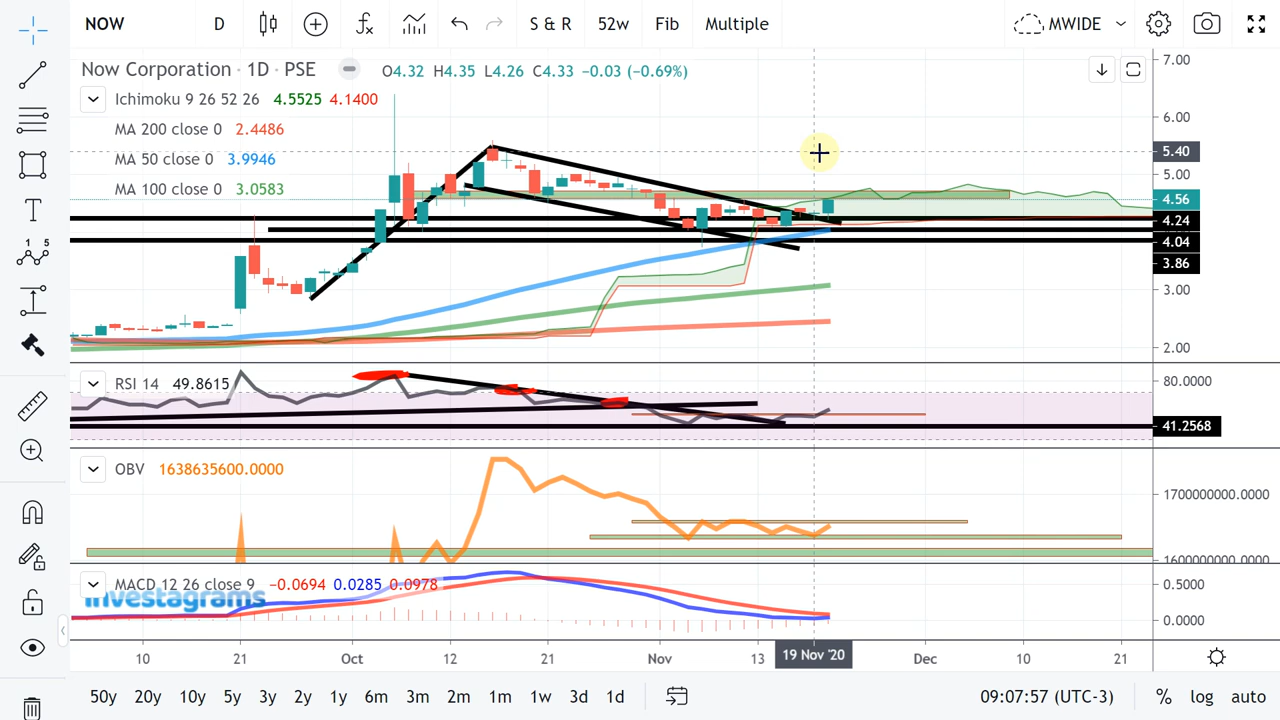 NOW D S & R 52w Fib Multiple MWIDE
Now Corporation · 1D · PSE O4.32 H4.35 L4.26 C4.33 −0.03 (−0.69%)
Ichimoku 9 26 52 26 4.5525 4.1400
MA 200 close 0 2.4486
MA 50 close 0 3.9946
MA 100 close 0 3.0583
7.00
6.00
5.40
5.00
4.56
4.24
4.04
3.86
3.00
2.00
RSI 14 49.8615
80.0000
41.2568
OBV 1638635600.0000
1700000000.0000
1600000000.0000
MACD 12 26 close 9 −0.0694 0.0285 0.0978
Investagrams
0.5000
0.0000
10 21 Oct 12 21 Nov 13 19 Nov '20 Dec 10 21
50y 20y 10y 5y 3y 2y 1y 6m 3m 2m 1m 1w 3d 1d 09:07:57 (UTC-3) % log auto